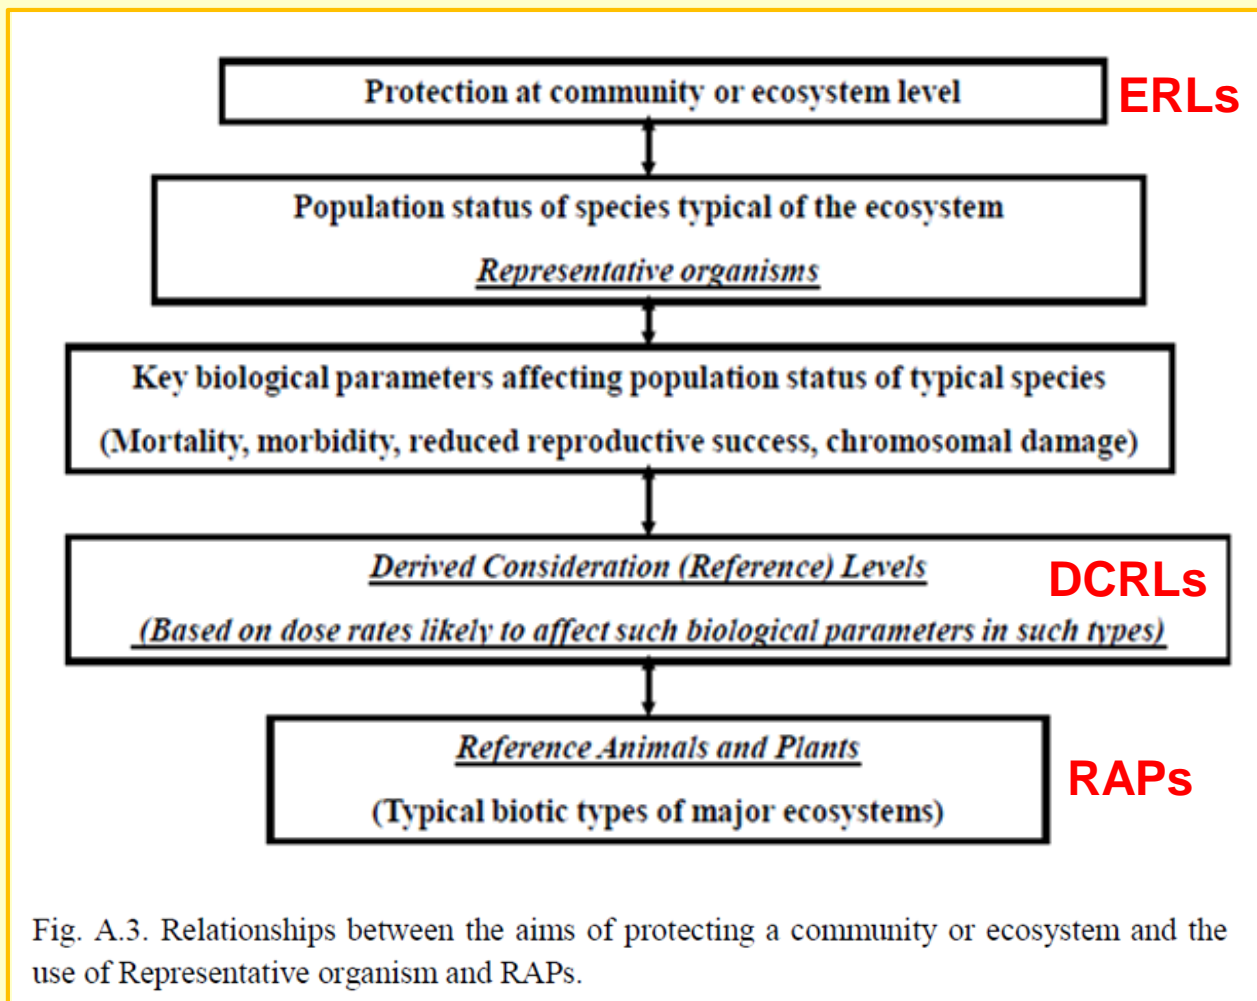 Protection at community or ecosystem level
ERLs
Population status of species typical of the ecosystem
Representative organisms
Key biological parameters affecting population status of typical species
(Mortality, morbidity, reduced reproductive success, chromosomal damage)
Derived Consideration (Reference) Levels
DCRLs
(Based on dose rates likely to affect such biological parameters in such types)
Reference Animals and Plants
RAPs
(Typical biotic types of major ecosystems)
Fig. A.3. Relationships between the aims of protecting a community or ecosystem and the
use of Representative organism and RAPs.